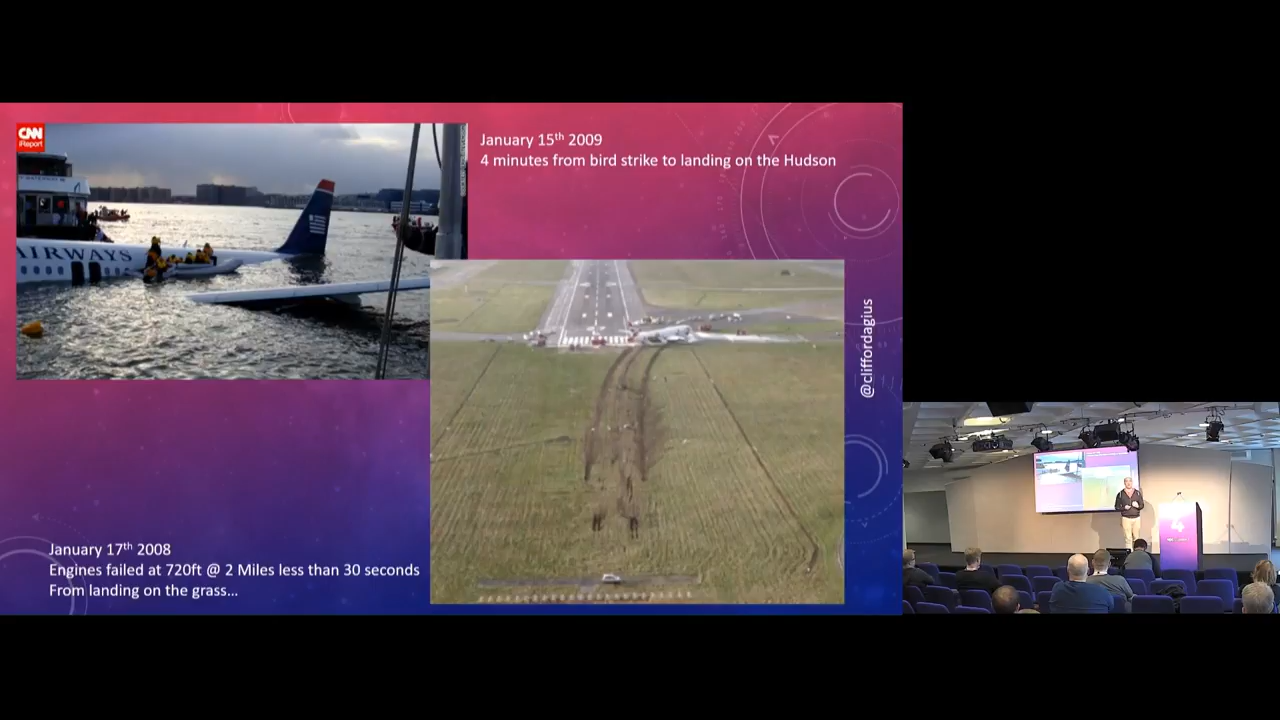 CNN
iReport
January 15th 2009
4 minutes from bird strike to landing on the Hudson
AIRWAYS
@cliffordagius
January 17th 2008
Engines failed at 720ft @ 2 Miles less than 30 seconds
From landing on the grass…
4